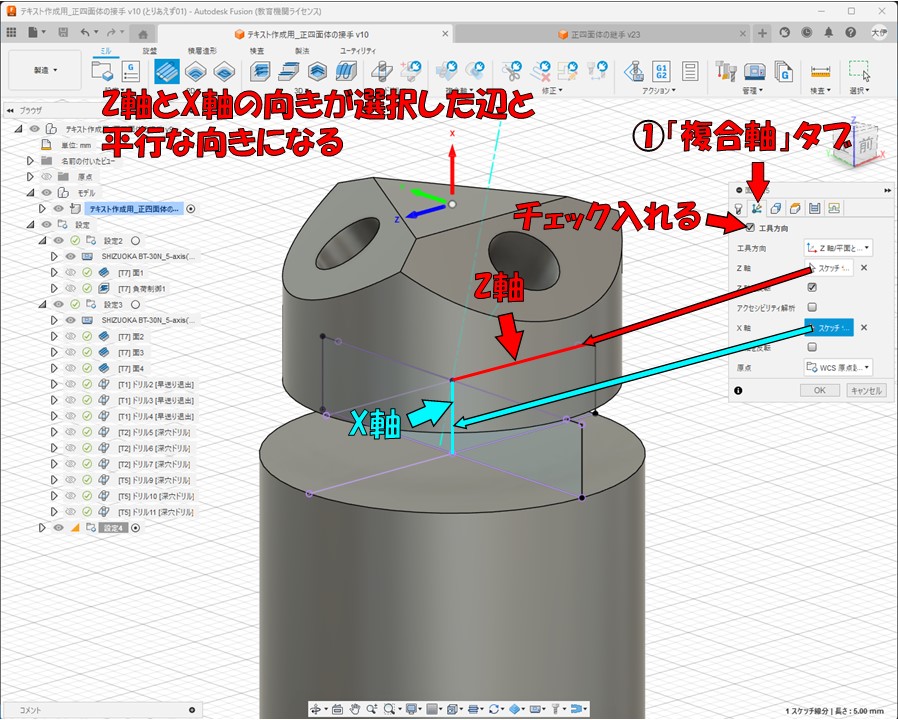 テキスト作成用_正四面体の接手 v10 (とりあえず01) - Autodesk Fusion (教育機関ライセンス)
テキスト作成用_正四面体の接手 v10
正四面体の継手 v23
大伊
ミル
旋盤
積層造形
検査
製法
ユーティリティ
製造
修正
アクション
管理
検査
選択
Z軸とX軸の向きが選択した辺と
平行な向きになる
①「複合軸」タブ
チェック入れる
Z軸
X軸
ブラウザ
単位: mm
名前の付いたビュー
原点
モデル
テキスト作成用_正四面体の...
設定
設定2
SHIZUOKA BT-30N_5-axis(...
[T7] 面1
[T7] 負荷制御1
設定3
SHIZUOKA BT-30N_5-axis(...
[T7] 面2
[T7] 面3
[T7] 面4
[T1] ドリル2 [早送り退出]
[T1] ドリル3 [早送り退出]
[T1] ドリル4 [早送り退出]
[T2] ドリル5 [深穴ドリル]
[T2] ドリル6 [深穴ドリル]
[T2] ドリル7 [深穴ドリル]
[T5] ドリル9 [深穴ドリル]
[T5] ドリル10 [深穴ドリル]
[T5] ドリル11 [深穴ドリル]
設定4
X
Z
前
Z
X
工具方向
工具方向
Z 軸/平面と...
Z 軸
スケッチ ...
アクセシビリティ解析
X 軸
スケッチ ...
原点
WCS 原点
OK
キャンセル
コメント
1 スケッチ線分 | 長さ : 5.00 mm